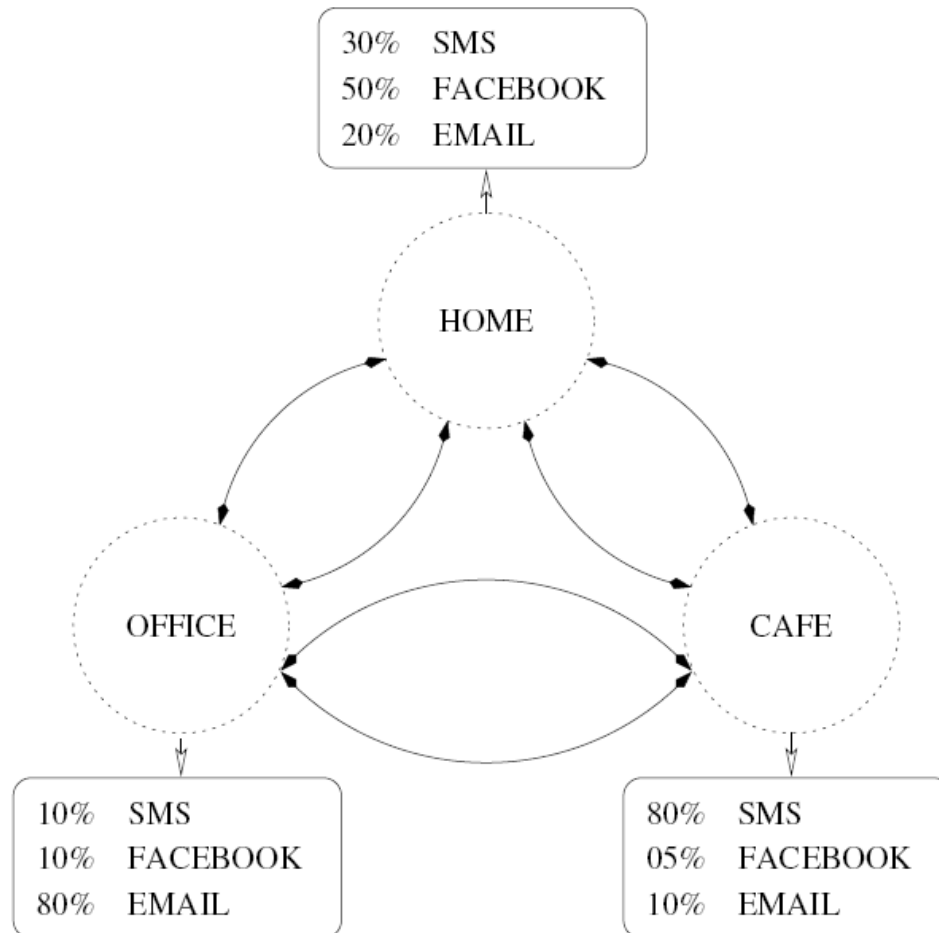 30% SMS
50% FACEBOOK
20% EMAIL
HOME
OFFICE
CAFE
10% SMS
10% FACEBOOK
80% EMAIL
80% SMS
05% FACEBOOK
10% EMAIL